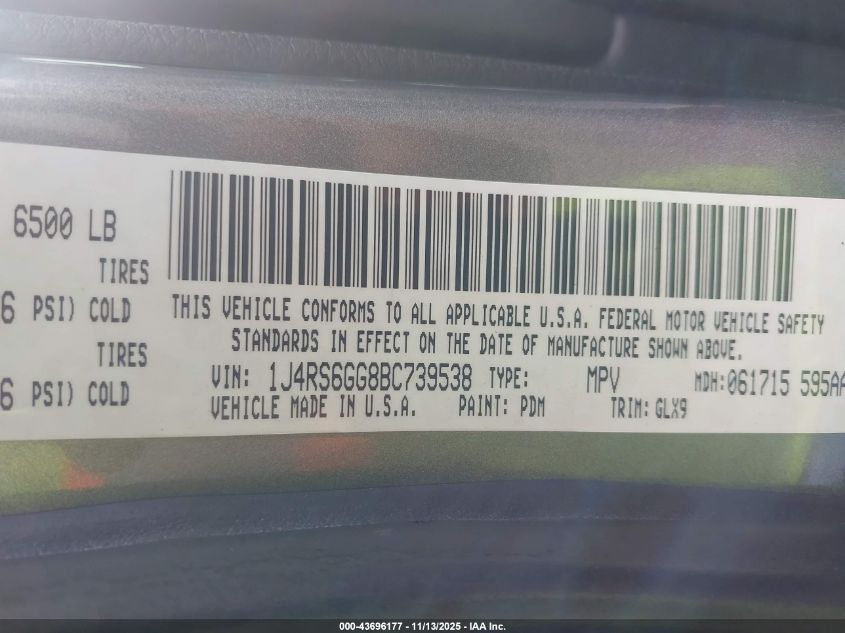 6500 LB
TIRES
6 PSI) COLD
TIRES
6 PSI) COLD
THIS VEHICLE CONFORMS TO ALL APPLICABLE U.S.A. FEDERAL MOTOR VEHICLE SAFETY
STANDARDS IN EFFECT ON THE DATE OF MANUFACTURE SHOWN ABOVE.
VIN: 1J4RS6GG8BC739538 TYPE: MPV MDH:061715 595AA
VEHICLE MADE IN U.S.A. PAINT: PDM TRIM: GLX9
000-43696177 - 11/13/2025 - IAA Inc.